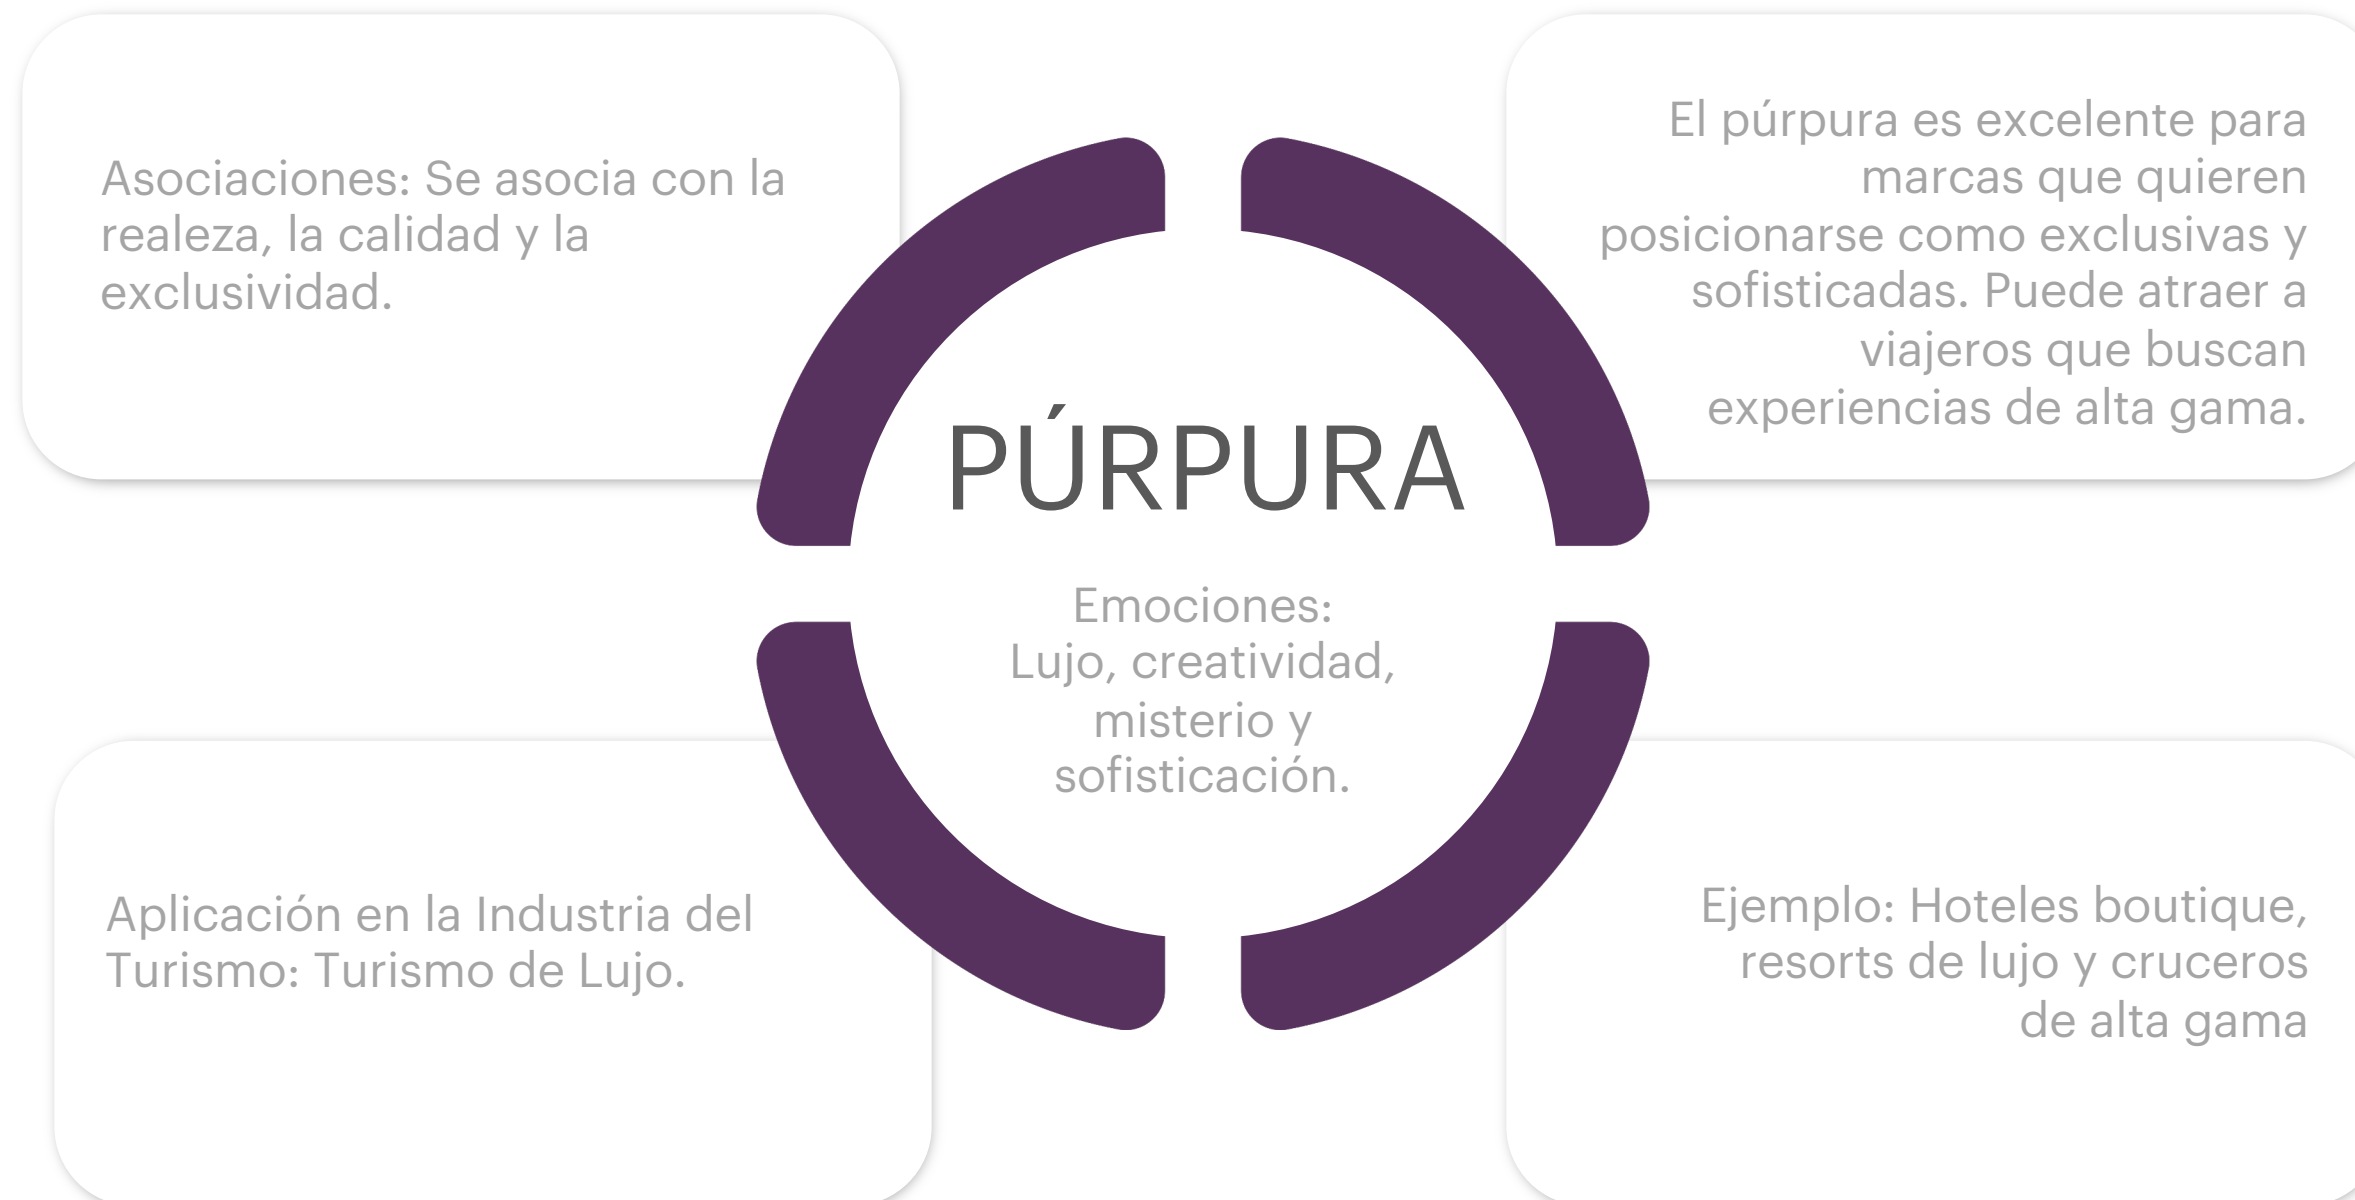 Asociaciones: Se asocia con la
realeza, la calidad y la
exclusividad.
El púrpura es excelente para
marcas que quieren
posicionarse como exclusivas y
sofisticadas. Puede atraer a
viajeros que buscan
experiencias de alta gama.
PÚRPURA
Emociones:
Lujo, creatividad,
misterio y
sofisticación.
Aplicación en la Industria del
Turismo: Turismo de Lujo.
Ejemplo: Hoteles boutique,
resorts de lujo y cruceros
de alta gama